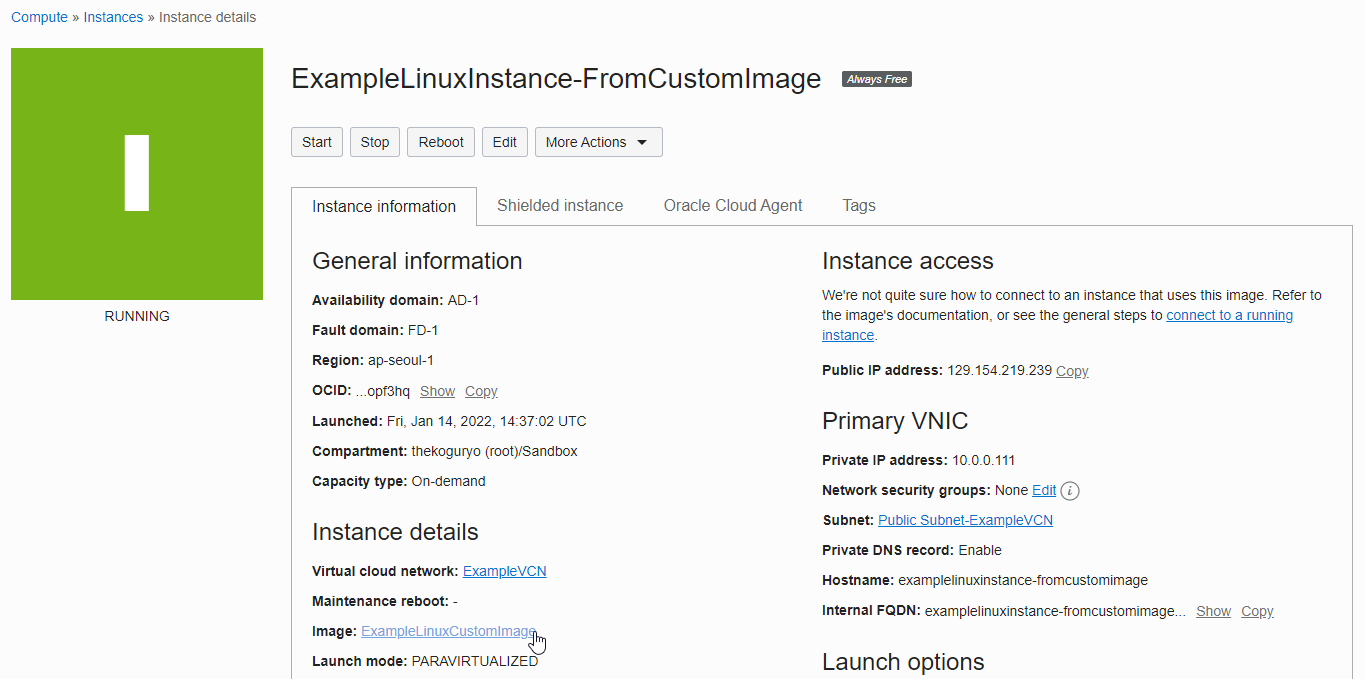 Compute » Instances » Instance details
I
RUNNING
ExampleLinuxInstance-FromCustomImage Always Free
Start Stop Reboot Edit More Actions
Instance information Shielded instance Oracle Cloud Agent Tags
General information
Availability domain: AD-1
Fault domain: FD-1
Region: ap-seoul-1
OCID: ...opf3hq Show Copy
Launched: Fri, Jan 14, 2022, 14:37:02 UTC
Compartment: thekoguryo (root)/Sandbox
Capacity type: On-demand
Instance details
Virtual cloud network: ExampleVCN
Maintenance reboot: -
Image: ExampleLinuxCustomImage
Launch mode: PARAVIRTUALIZED
Instance access
We're not quite sure how to connect to an instance that uses this image. Refer to
the image's documentation, or see the general steps to connect to a running
instance.
Public IP address: 129.154.219.239 Copy
Primary VNIC
Private IP address: 10.0.0.111
Network security groups: None Edit i
Subnet: Public Subnet-ExampleVCN
Private DNS record: Enable
Hostname: examplelinuxinstance-fromcustomimage
Internal FQDN: examplelinuxinstance-fromcustomimage... Show Copy
Launch options